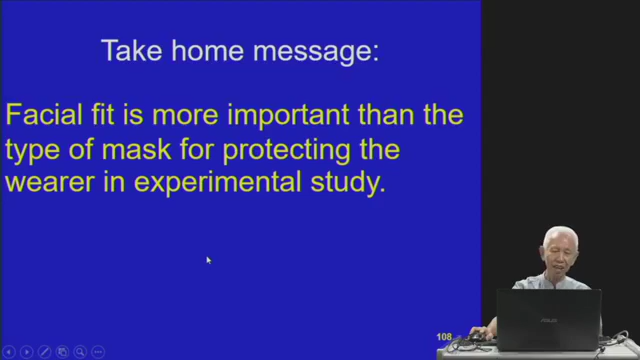 Take home message:
Facial fit is more important than the
type of mask for protecting the
wearer in experimental study.
108
ASUS